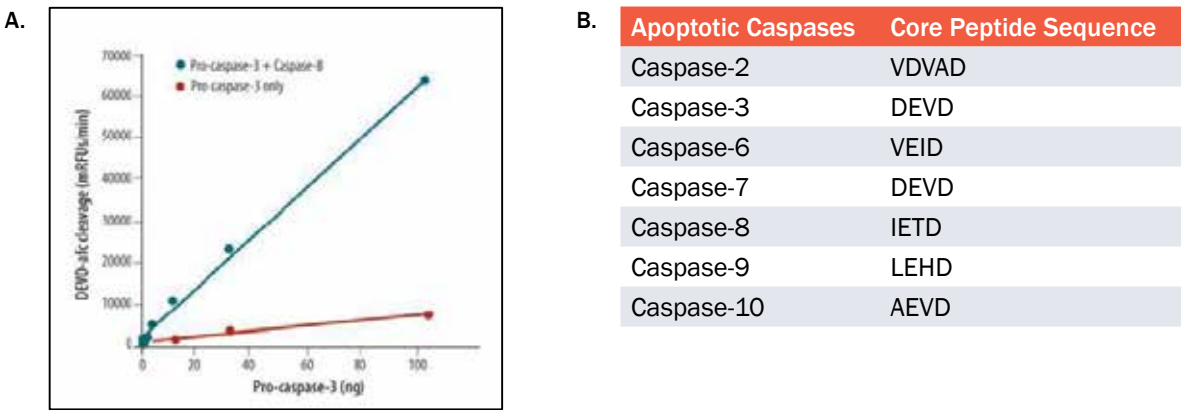 A.
70000
60000
50000
40000
30000
20000
10000
0
Pro-caspase-3 + Caspase-8
Pro caspase-3 only
DEVD-afc cleavage (mRFUs/min)
0 20 40 60 80 100
Pro-caspase-3 (ng)
B.
Apoptotic Caspases Core Peptide Sequence
Caspase-2 VDVAD
Caspase-3 DEVD
Caspase-6 VEID
Caspase-7 DEVD
Caspase-8 IETD
Caspase-9 LEHD
Caspase-10 AEVD